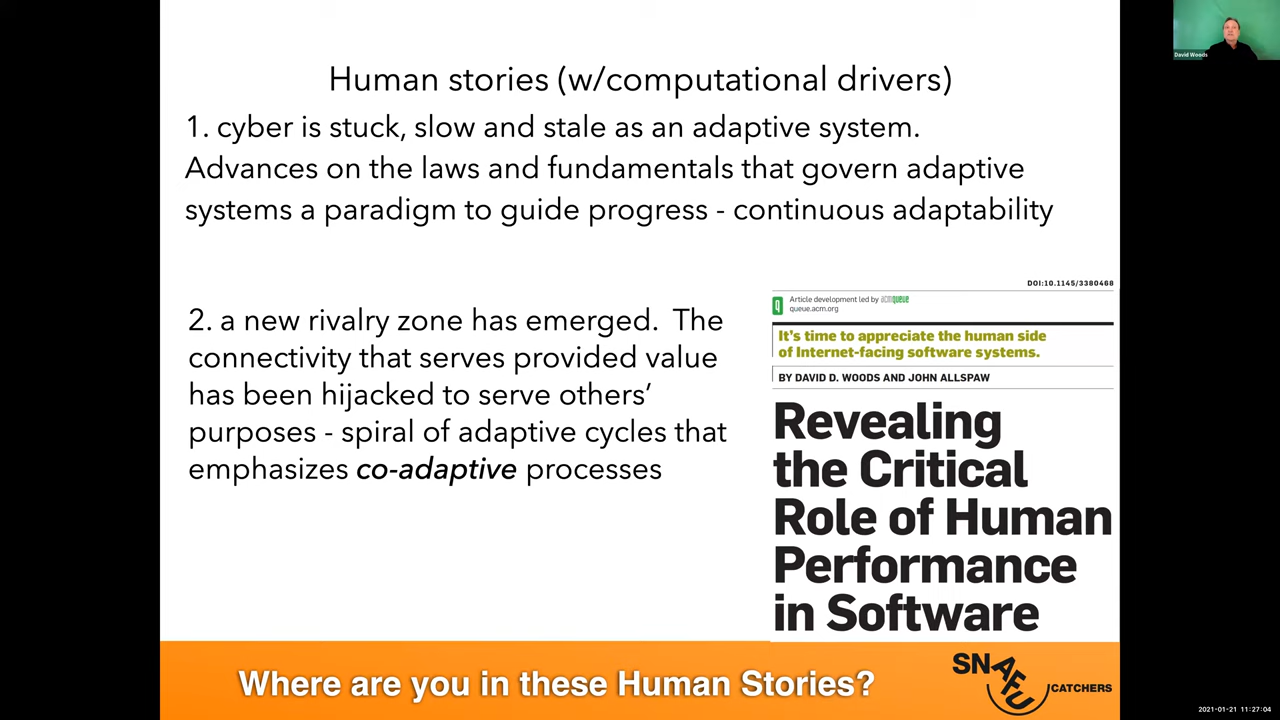 David Woods
Human stories (w/computational drivers)
1. cyber is stuck, slow and stale as an adaptive system.
Advances on the laws and fundamentals that govern adaptive
systems a paradigm to guide progress - continuous adaptability
2. a new rivalry zone has emerged.  The
connectivity that serves provided value
has been hijacked to serve others’
purposes - spiral of adaptive cycles that
emphasizes co-adaptive processes
DOI:10.1145/3380468
q
Article development led by acmqueue
queue.acm.org
It’s time to appreciate the human side
of Internet-facing software systems.
BY DAVID D. WOODS AND JOHN ALLSPAW
Revealing
the Critical
Role of Human
Performance
in Software
Where are you in these Human Stories?
SNAFU
CATCHERS
2021-01-21 11:27:04